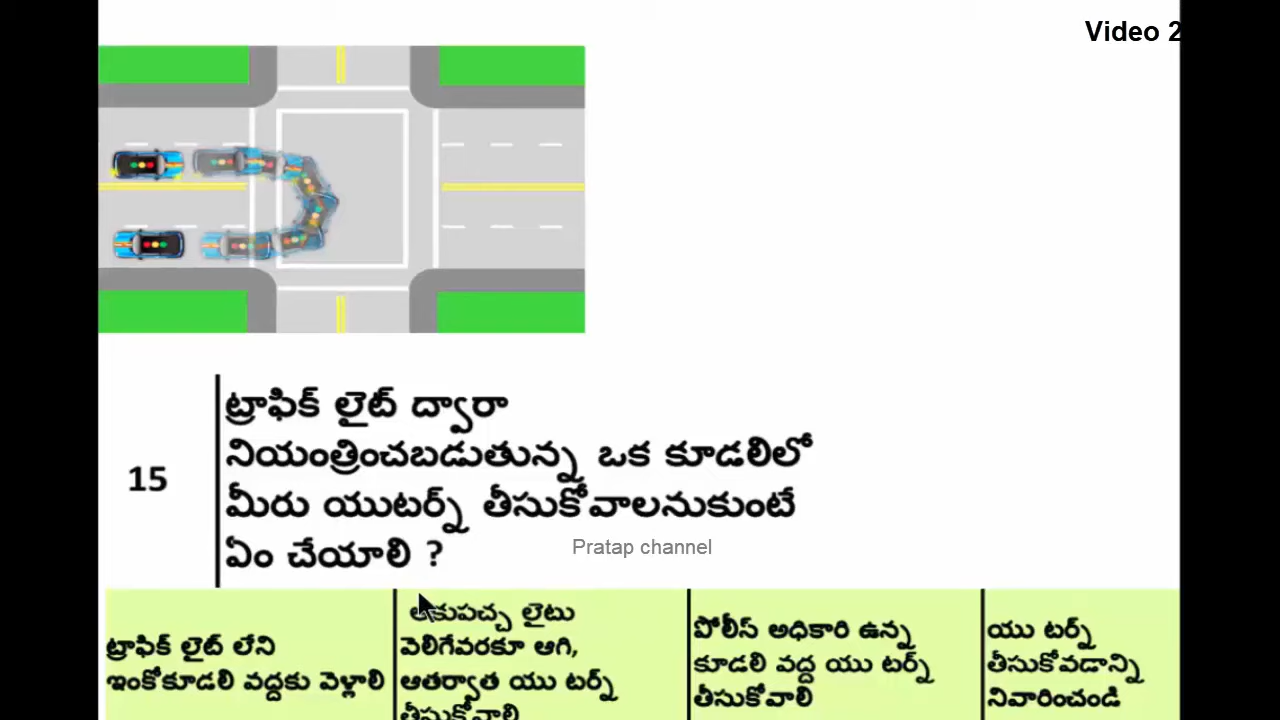 Video 2
15
ట్రాఫిక్ లైట్ ద్వారా
నియంత్రించబడుతున్న ఒక కూడలిలో
మీరు యుటర్న్ తీసుకోవాలనుకుంటే
ఏం చేయాలి ?
Pratap channel
ట్రాఫిక్ లైట్ లేని
ఇంకోకూడలి వద్దకు వెళ్లాలి
ఆకుపచ్చ లైటు
వెలిగేవరకూ ఆగి,
ఆతర్వాత యు టర్న్
తీసుకోవాలి
పోలీస్ అధికారి ఉన్న
కూడలి వద్ద యు టర్న్
తీసుకోవాలి
యు టర్న్
తీసుకోవడాన్ని
నివారించండి